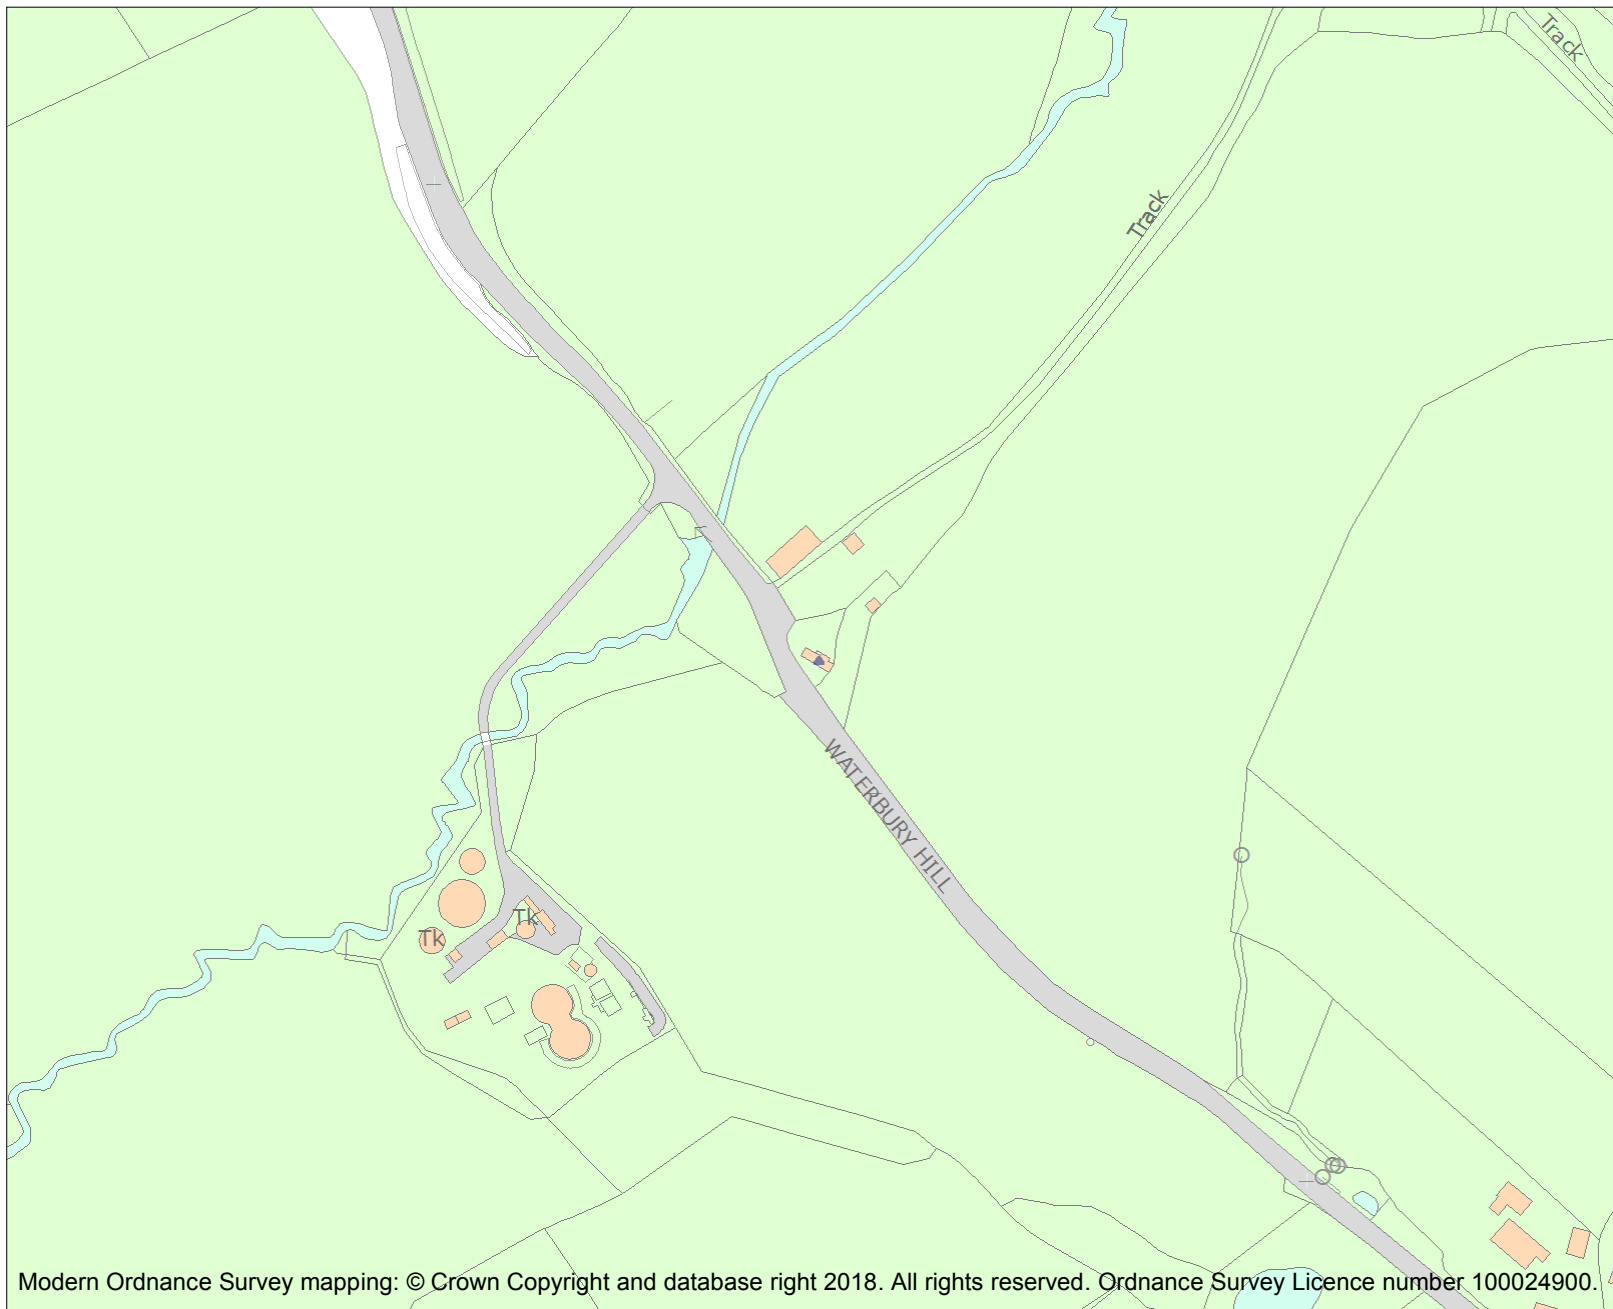 Track
Track
WATERBURY HILL
Tk
Tk
Modern Ordnance Survey mapping: © Crown Copyright and database right 2018. All rights reserved. Ordnance Survey Licence number 100024900.